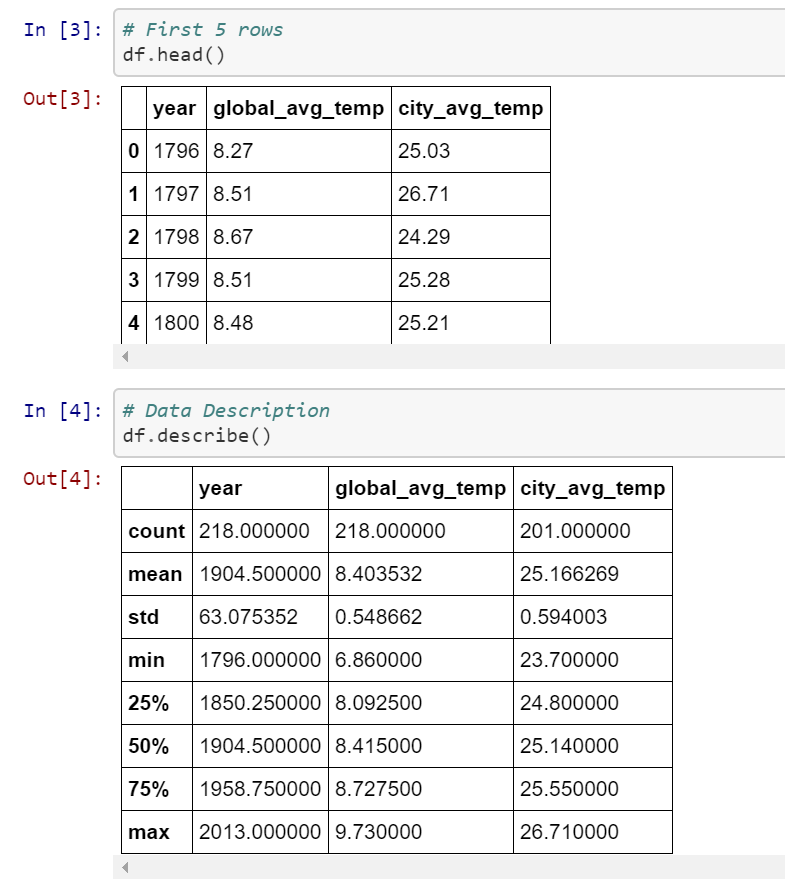 In [3]: # First 5 rows
df.head()
Out[3]:
year global_avg_temp city_avg_temp
0 1796 8.27 25.03
1 1797 8.51 26.71
2 1798 8.67 24.29
3 1799 8.51 25.28
4 1800 8.48 25.21
In [4]: # Data Description
df.describe()
Out[4]:
year global_avg_temp city_avg_temp
count 218.000000 218.000000 201.000000
mean 1904.500000 8.403532 25.166269
std 63.075352 0.548662 0.594003
min 1796.000000 6.860000 23.700000
25% 1850.250000 8.092500 24.800000
50% 1904.500000 8.415000 25.140000
75% 1958.750000 8.727500 25.550000
max 2013.000000 9.730000 26.710000